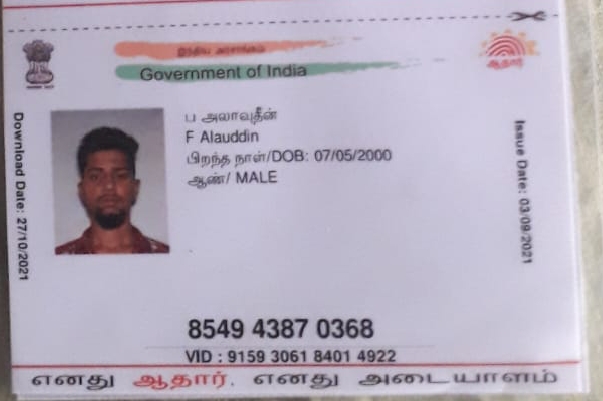 இந்திய அரசாங்கம்
Government of India
ஆதார்
ப அலாவுதீன்
F Alauddin
பிறந்த நாள்/DOB: 07/05/2000
ஆண்/ MALE
Download Date: 27/10/2021
Issue Date: 03/09/2021
8549 4387 0368
VID : 9159 3061 8401 4922
எனது ஆதார், எனது அடையாளம்